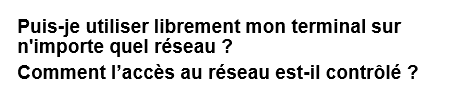 Puis-je utiliser librement mon terminal sur
n'importe quel réseau ?
Comment l’accès au réseau est-il contrôlé ?